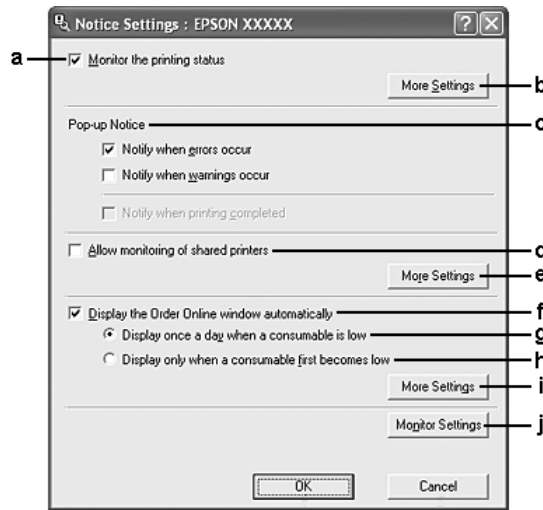 Notice Settings : EPSON XXXXX
a
Monitor the printing status
More Settings
b
Pop-up Notice
c
Notify when errors occur
Notify when warnings occur
Notify when printing completed
Allow monitoring of shared printers
d
More Settings
e
Display the Order Online window automatically
f
Display once a day when a consumable is low
g
Display only when a consumable first becomes low
h
More Settings
i
Monitor Settings
j
OK
Cancel